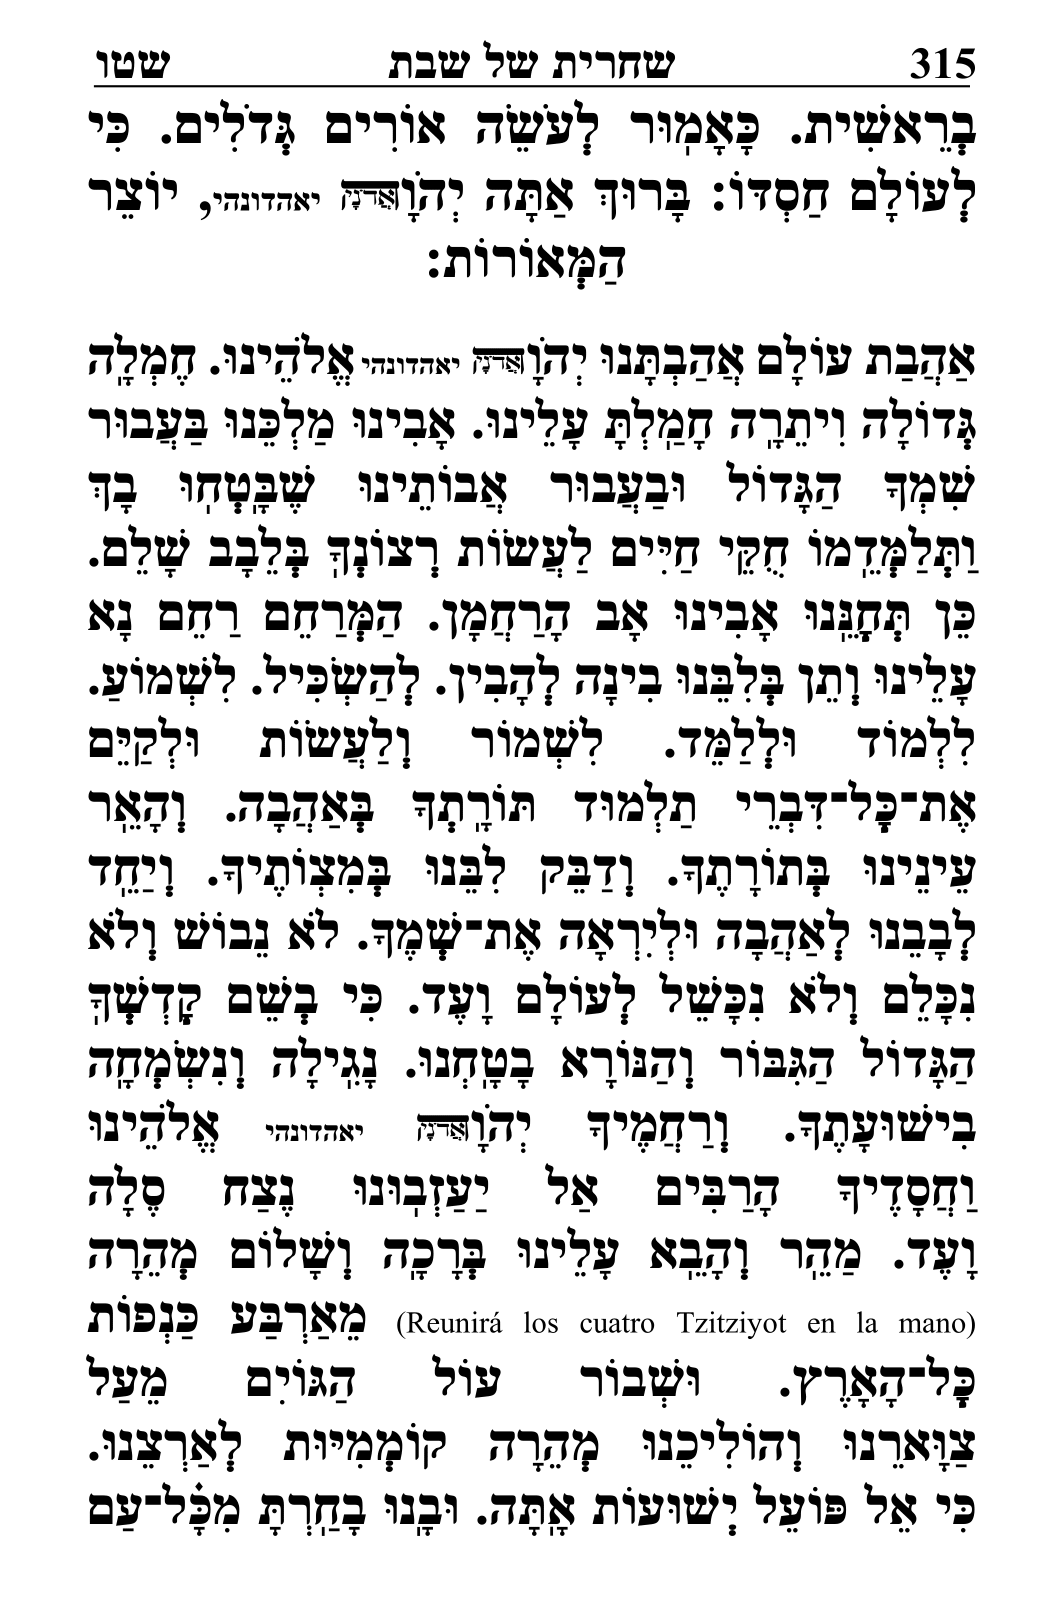 315 שחרית של שבת שטו
בְרֵאשִׁית. כָּאָמוּר לְעֹשֵׂה אוֹרִים גְּדֹלִים. כִּי
לְעוֹלָם חַסְדּוֹ: בָּרוּךְ אַתָּה יְהֹוָאֲדֹנָי יאהדונהי, יוֹצֵר
הַמְּאוֹרוֹת:
אַהֲבַת עוֹלָם אֲהַבְתָּנוּ יְהֹוָאֲדֹנָי יאהדונהי אֱלֹהֵינוּ. חֶמְלָה
גְּדוֹלָה וִיתֵרָה חָמַלְתָּ עָלֵינוּ. אָבִינוּ מַלְכֵּנוּ בַּעֲבוּר
שִׁמְךָ הַגָּדוֹל וּבַעֲבוּר אֲבוֹתֵינוּ שֶׁבָּטְחוּ בָךְ
וַתְּלַמְּדֵמוֹ חֻקֵּי חַיִּים לַעֲשׂוֹת רְצוֹנְךָ בְּלֵבָב שָׁלֵם.
כֵּן תְּחָנֵּנוּ אָבִינוּ אָב הָרַחֲמָן. הַמְּרַחֵם רַחֵם נָא
עָלֵינוּ וְתֵן בְּלִבֵּנוּ בִינָה לְהָבִין. לְהַשְׂכִּיל. לִשְׁמוֹעַ.
לִלְמוֹד וּלְלַמֵּד. לִשְׁמוֹר וְלַעֲשׂוֹת וּלְקַיֵּם
אֶת־כָּל־דִּבְרֵי תַלְמוּד תּוֹרָתְךָ בְּאַהֲבָה. וְהָאֵר
עֵינֵינוּ בְּתוֹרָתֶךָ. וְדַבֵּק לִבֵּנוּ בְּמִצְוֹתֶיךָ. וְיַחֵד
לְבָבֵנוּ לְאַהֲבָה וּלְיִרְאָה אֶת־שְׁמֶךָ. לֹא נֵבוֹשׁ וְלֹא
נִכָּלֵם וְלֹא נִכָּשֵׁל לְעוֹלָם וָעֶד. כִּי בְשֵׁם קָדְשְׁךָ
הַגָּדוֹל הַגִּבּוֹר וְהַנּוֹרָא בָטָחְנוּ. נָגִילָה וְנִשְׂמְחָה
בִישׁוּעָתֶךָ. וְרַחֲמֶיךָ יְהֹוָאֲדֹנָי יאהדונהי אֱלֹהֵינוּ
וַחֲסָדֶיךָ הָרַבִּים אַל יַעַזְבוּנוּ נֶצַח סֶלָה
וָעֶד. מַהֵר וְהָבֵא עָלֵינוּ בְּרָכָה וְשָׁלוֹם מְהֵרָה
(Reunirá los cuatro Tzitziyot en la mano) מֵאַרְבַּע כַּנְפוֹת
כָּל־הָאָרֶץ. וּשְׁבוֹר עוֹל הַגּוֹיִם מֵעַל
צַוָּארֵנוּ וְהוֹלִיכֵנוּ מְהֵרָה קוֹמְמִיּוּת לְאַרְצֵנוּ.
כִּי אֵל פּוֹעֵל יְשׁוּעוֹת אָתָּה. וּבָנוּ בָחַרְתָּ מִכָּל־עַם